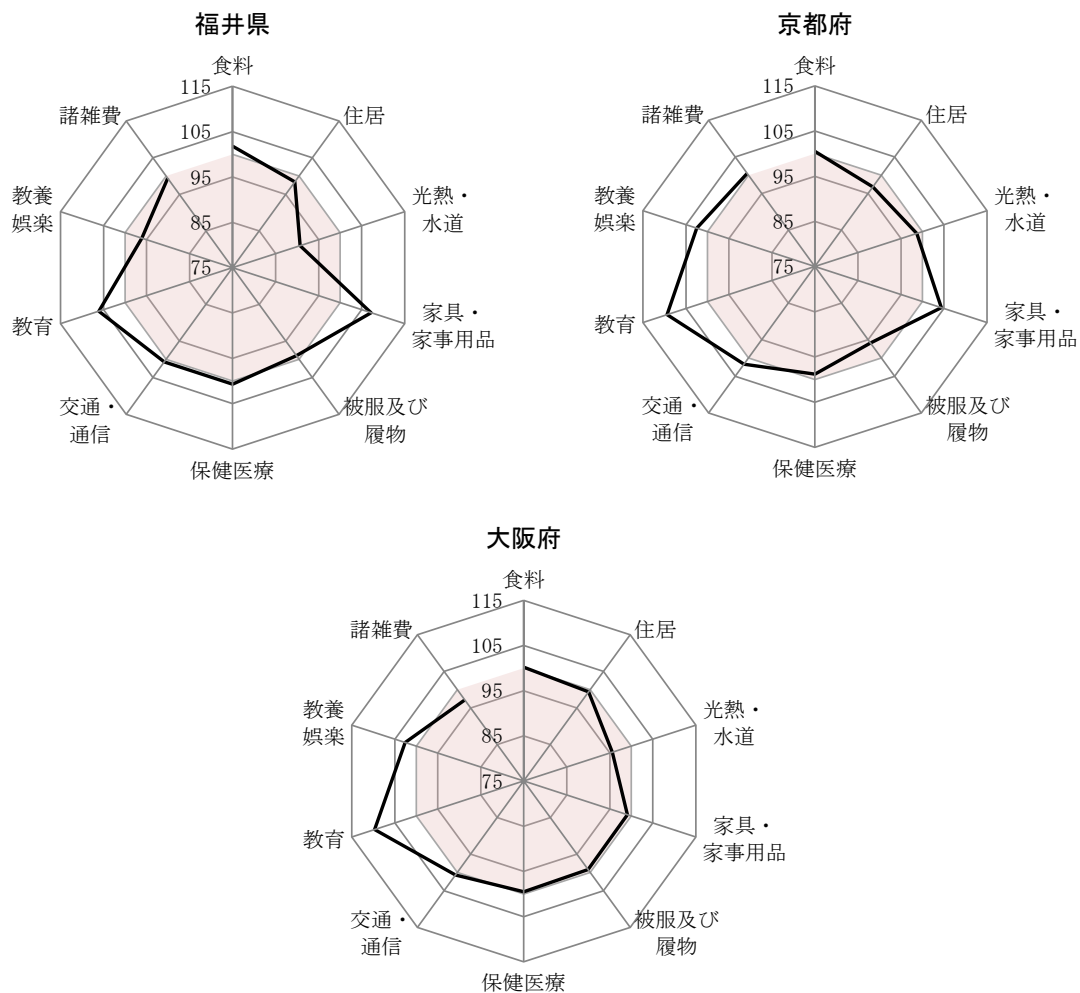 福井県
食料
115
諸雑費
住居
105
95
教養
娯楽
光熱・
水道
85
75
教育
家具・
家事用品
交通・
通信
被服及び
履物
保健医療
京都府
食料
115
諸雑費
住居
105
95
教養
娯楽
光熱・
水道
85
75
教育
家具・
家事用品
交通・
通信
被服及び
履物
保健医療
大阪府
食料
115
諸雑費
住居
105
95
教養
娯楽
光熱・
水道
85
75
教育
家具・
家事用品
交通・
通信
被服及び
履物
保健医療